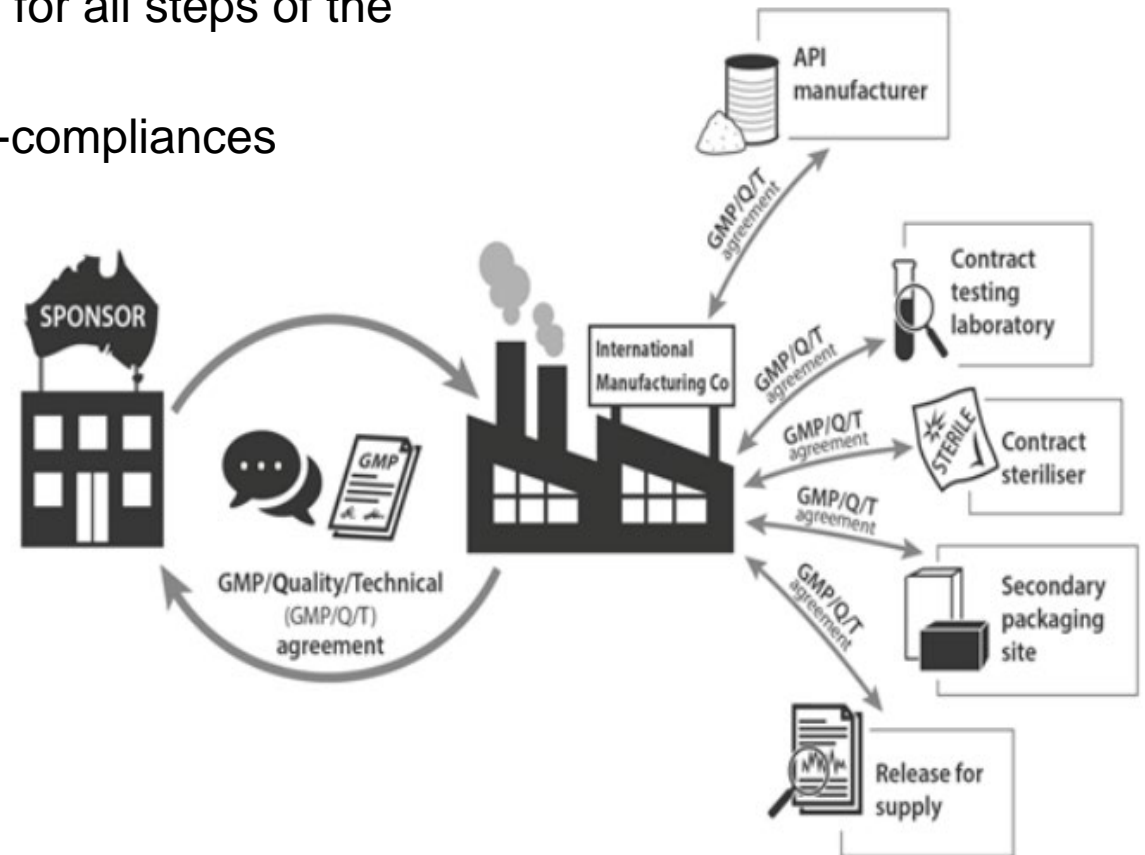 for all steps of the
-compliances
API
manufacturer
GMP/Q/T
agreement
Contract
testing
laboratory
GMP/Q/T
agreement
SPONSOR
International
Manufacturing Co
GMP/Q/T
agreement
STERILE
Contract
steriliser
GMP
GMP/Q/T
agreement
GMP/Quality/Technical
(GMP/Q/T)
agreement
Secondary
packaging
site
GMP/Q/T
agreement
Release for
supply